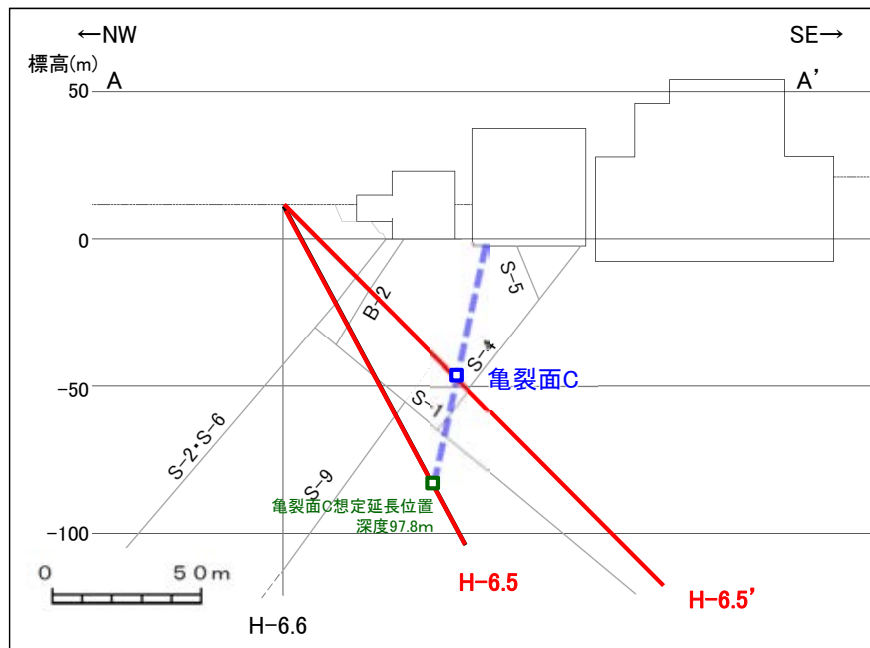 ←NW
SE→
標高(m)
A
A’
50
0
B-2
S-5
S-4
-50
亀裂面C
S-1
S-2・S-6
S-9
亀裂面C想定延長位置
深度97.8m
-100
0 50m
H-6.5
H-6.5’
H-6.6